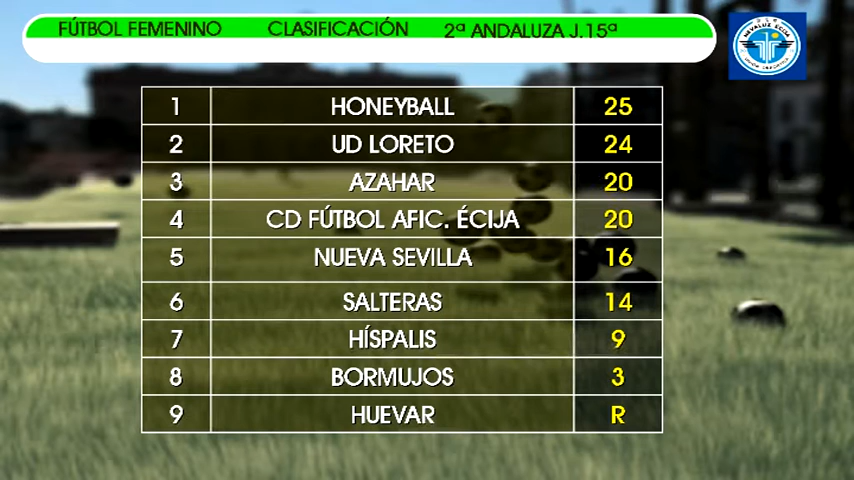 FÚTBOL FEMENINO CLASIFICACIÓN 2ª ANDALUZA J.15ª
1 HONEYBALL 25
2 UD LORETO 24
3 AZAHAR 20
4 CD FÚTBOL AFIC. ÉCIJA 20
5 NUEVA SEVILLA 16
6 SALTERAS 14
7 HÍSPALIS 9
8 BORMUJOS 3
9 HUEVAR R